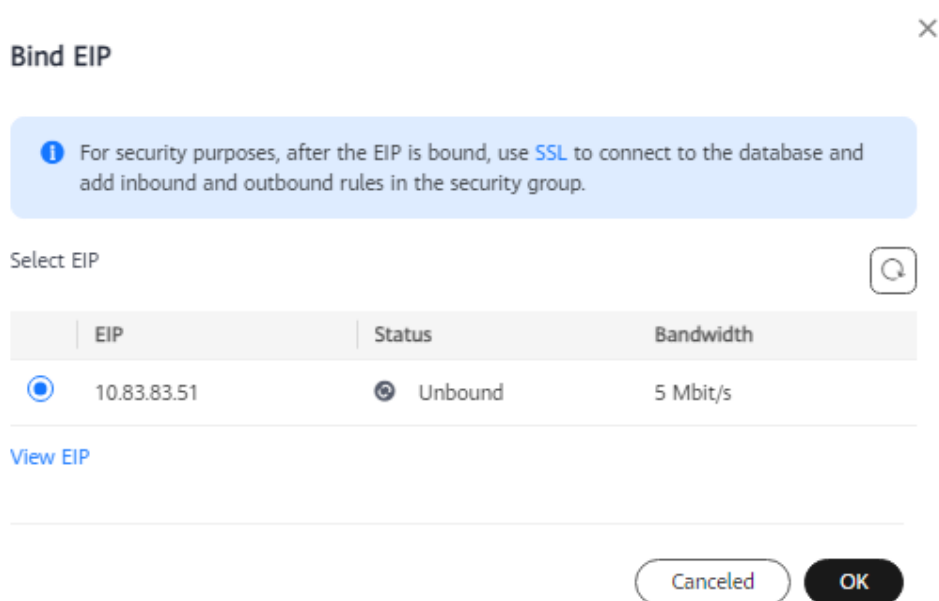 Bind EIP
For security purposes, after the EIP is bound, use SSL to connect to the database and
add inbound and outbound rules in the security group.
Select EIP
EIP Status Bandwidth
10.83.83.51 Unbound 5 Mbit/s
View EIP
Canceled OK